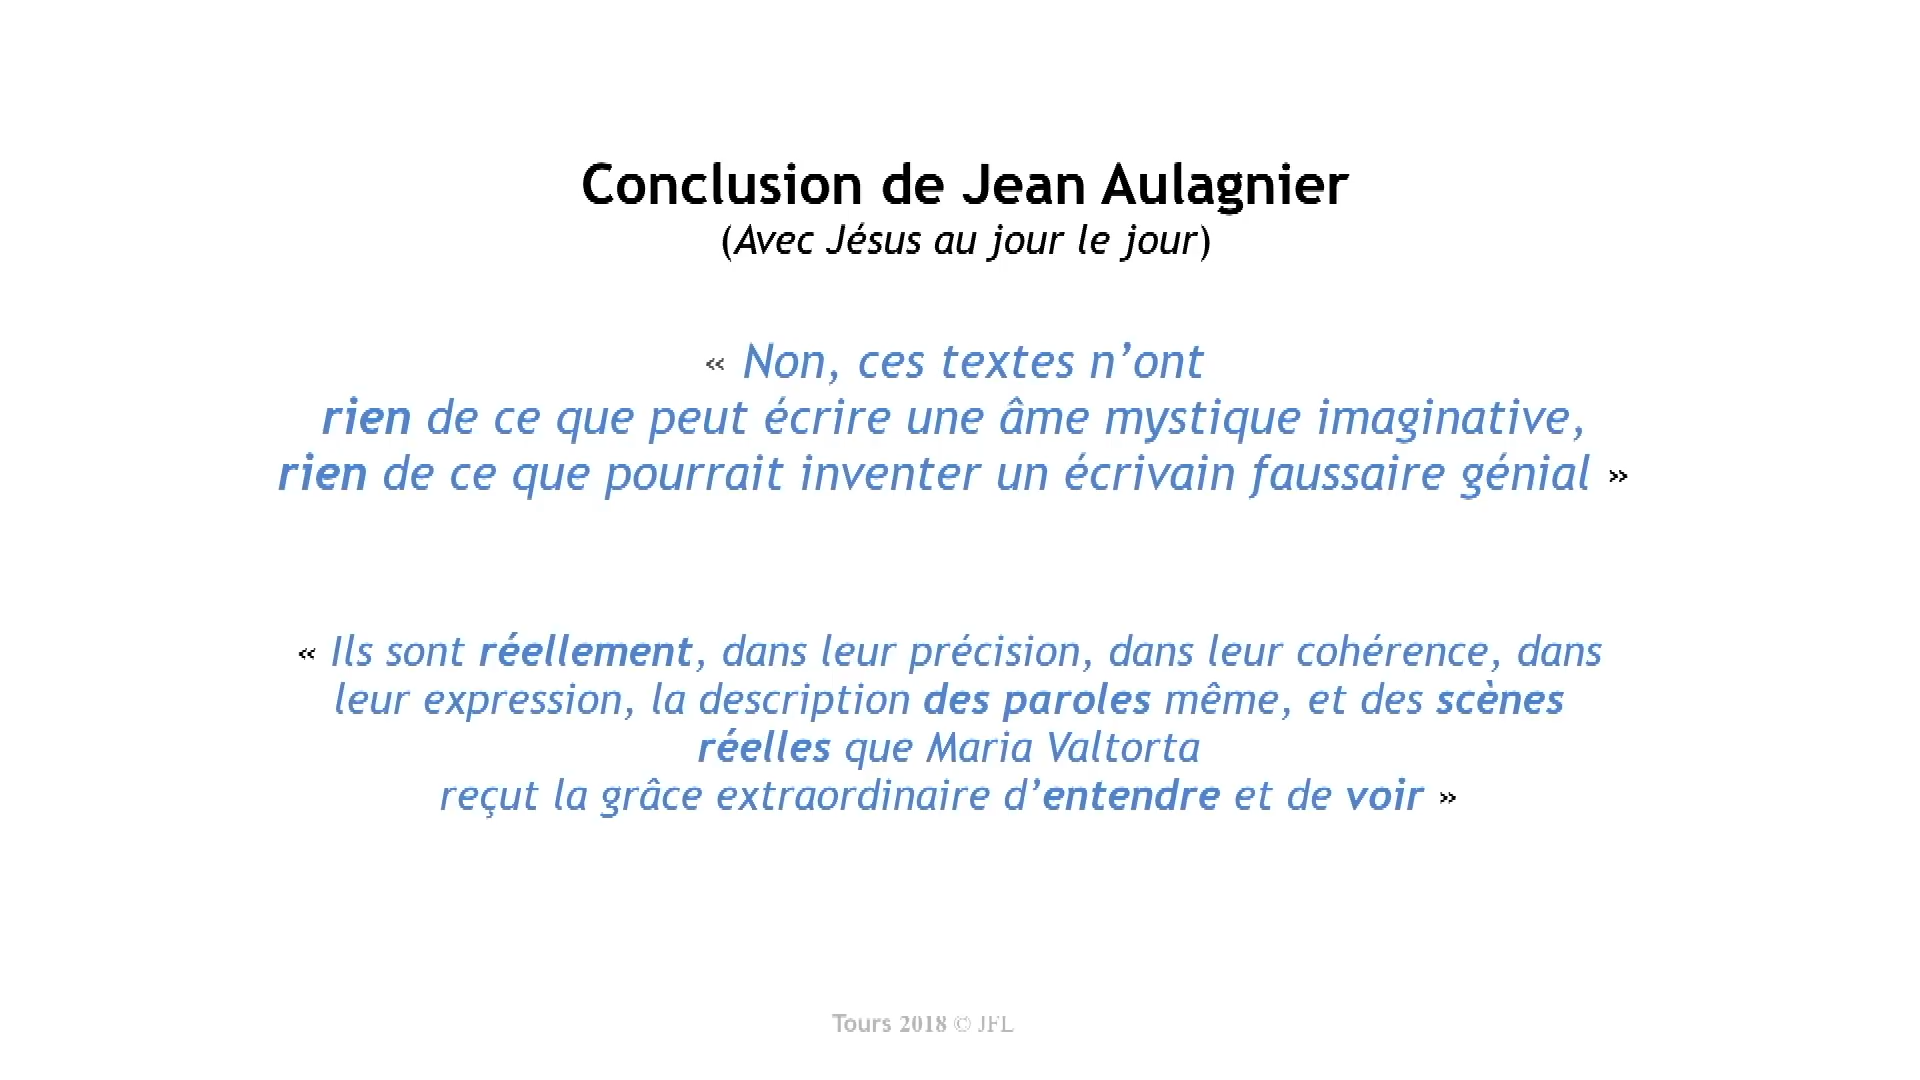 Conclusion de Jean Aulagnier
(Avec Jésus au jour le jour)
« Non, ces textes n’ont
rien de ce que peut écrire une âme mystique imaginative,
rien de ce que pourrait inventer un écrivain faussaire génial »
« Ils sont réellement, dans leur précision, dans leur cohérence, dans
leur expression, la description des paroles même, et des scènes
réelles que Maria Valtorta
reçut la grâce extraordinaire d’entendre et de voir »
Tours 2018 © JFL